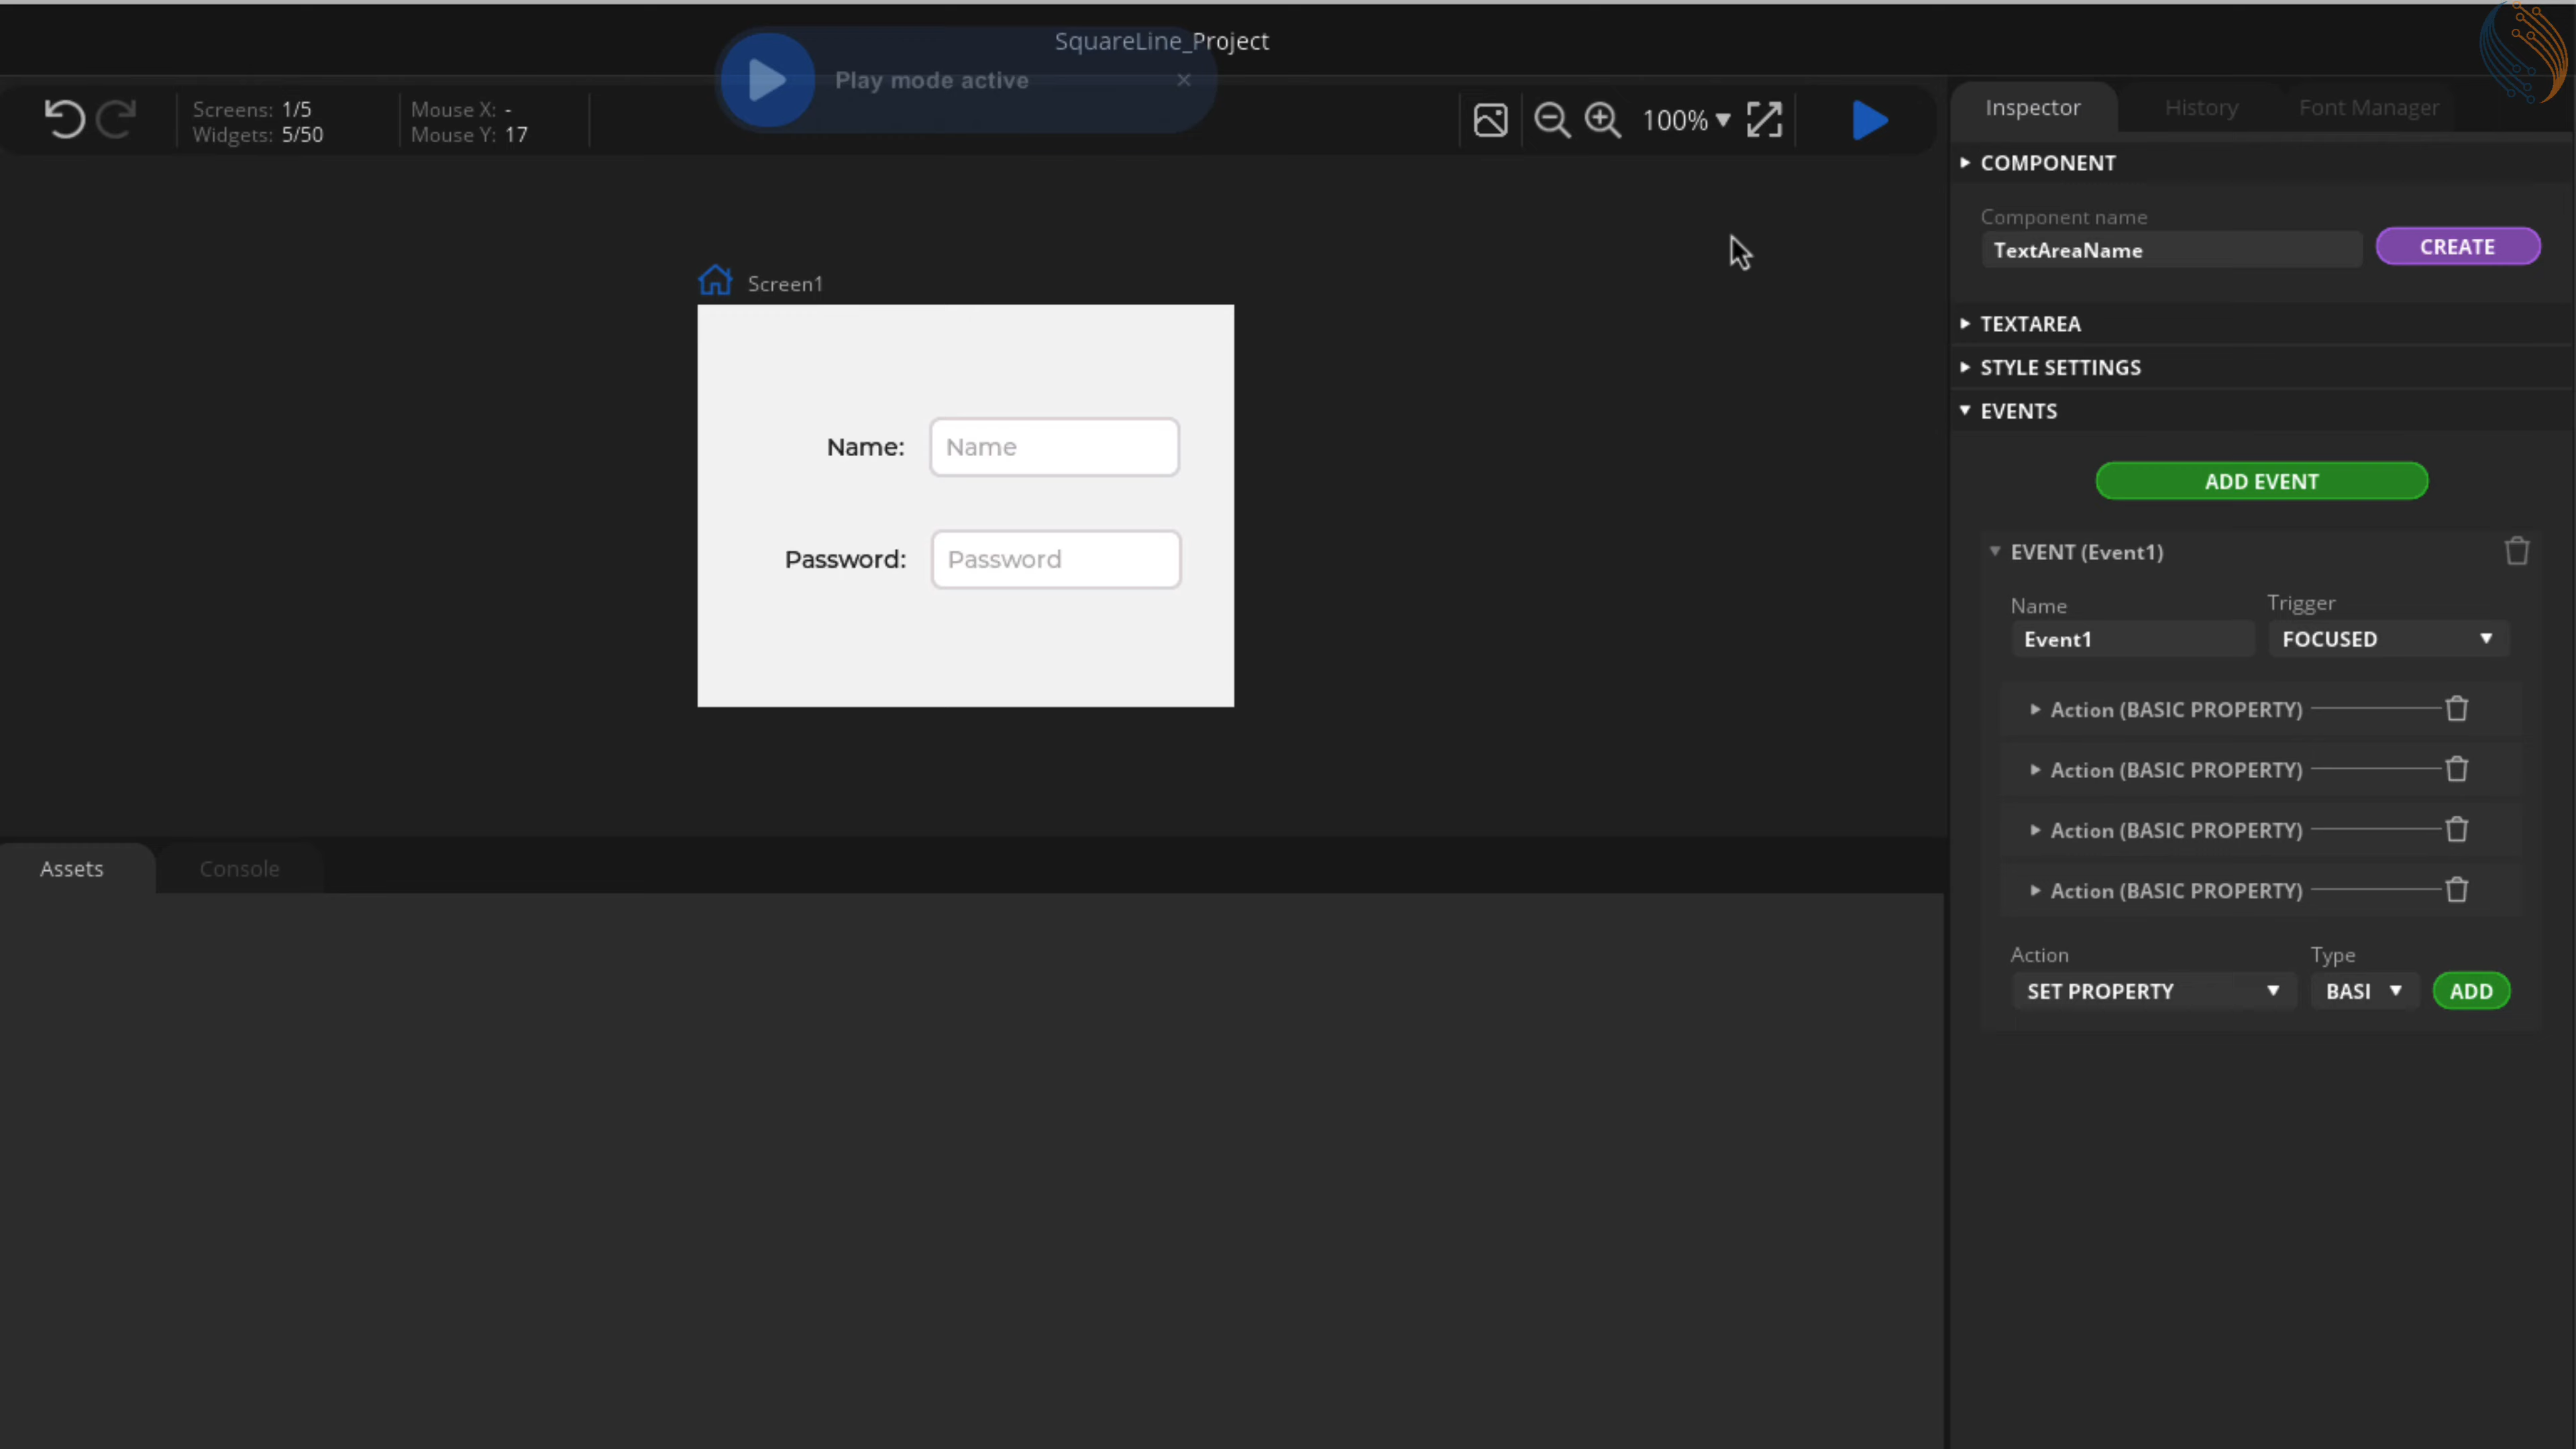 SquareLine_Project
Play mode active
Screens: 1/5
Widgets: 5/50
Mouse X: -
Mouse Y: 17
100%
Inspector
History
Font Manager
COMPONENT
Component name
TextAreaName
CREATE
Screen1
TEXTAREA
STYLE SETTINGS
EVENTS
Name: Name
ADD EVENT
Password: Password
EVENT (Event1)
Name
Trigger
Event1
FOCUSED
Action (BASIC PROPERTY)
Action (BASIC PROPERTY)
Action (BASIC PROPERTY)
Action (BASIC PROPERTY)
Assets
Console
Action
Type
SET PROPERTY
BASI
ADD